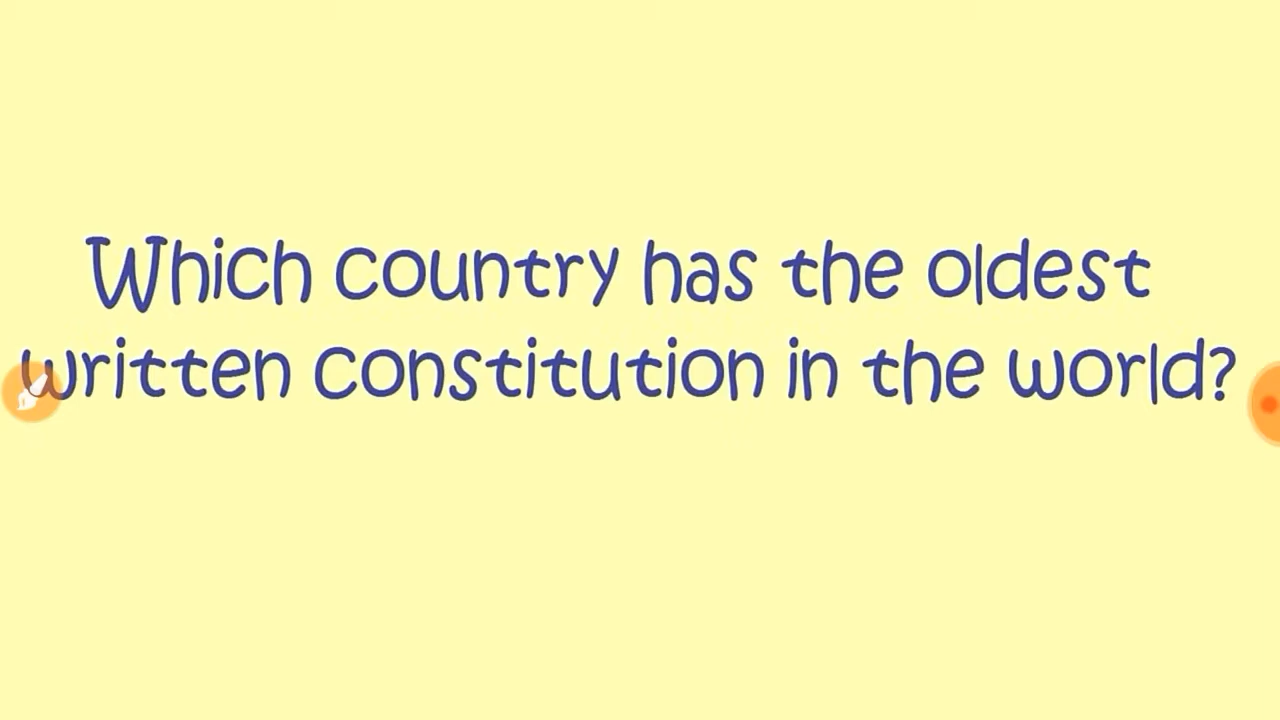 Which country has the oldest
written constitution in the world?